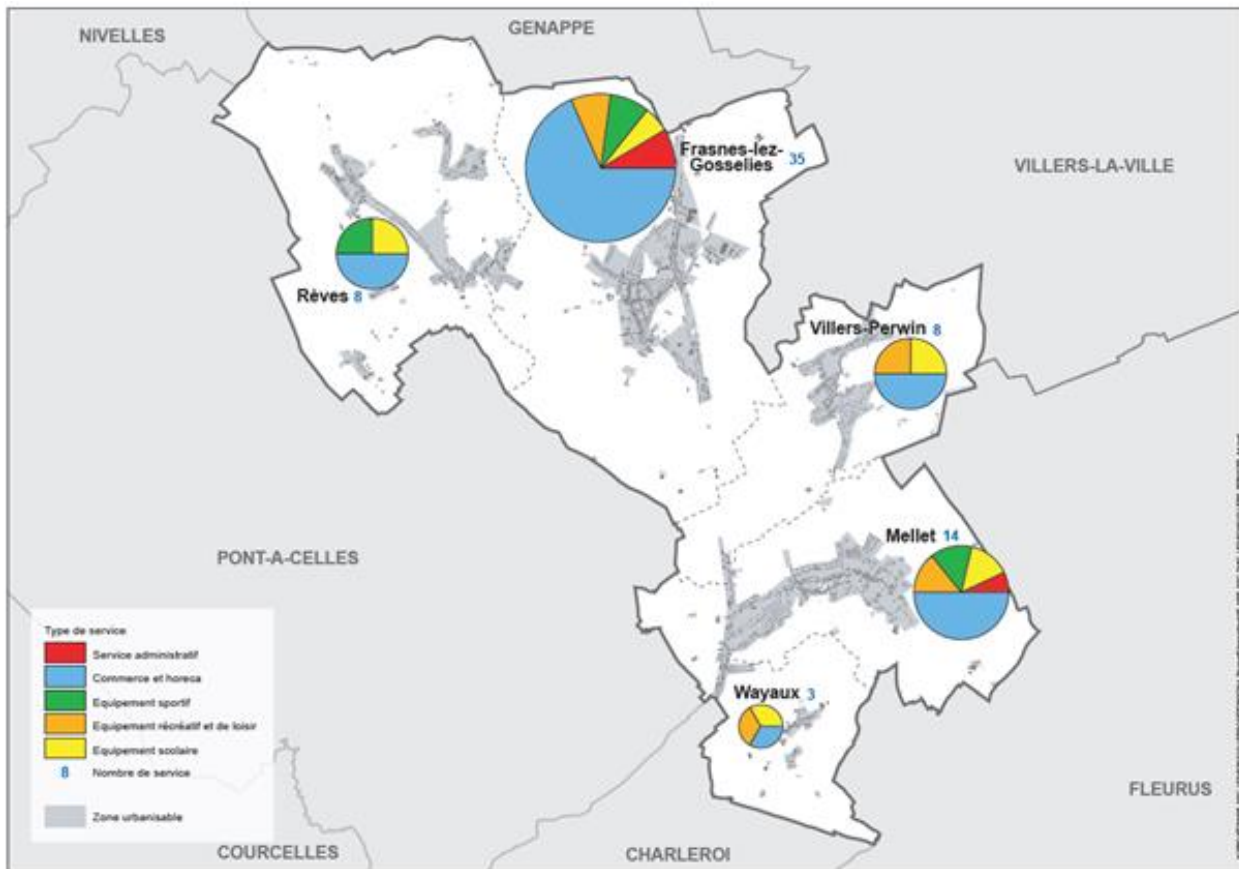 NIVELLES
GENAPPE
VILLERS-LA-VILLE
Frasnes-lez-
Gosselies 35
Rèves 8
Villers-Perwin 8
PONT-A-CELLES
Mellet 14
Wayaux 3
FLEURUS
COURCELLES
CHARLEROI
Type de service
Service administratif
Commerce et horeca
Equipement sportif
Equipement récréatif et de loisir
Equipement scolaire
8 Nombre de service
Zone urbanisable